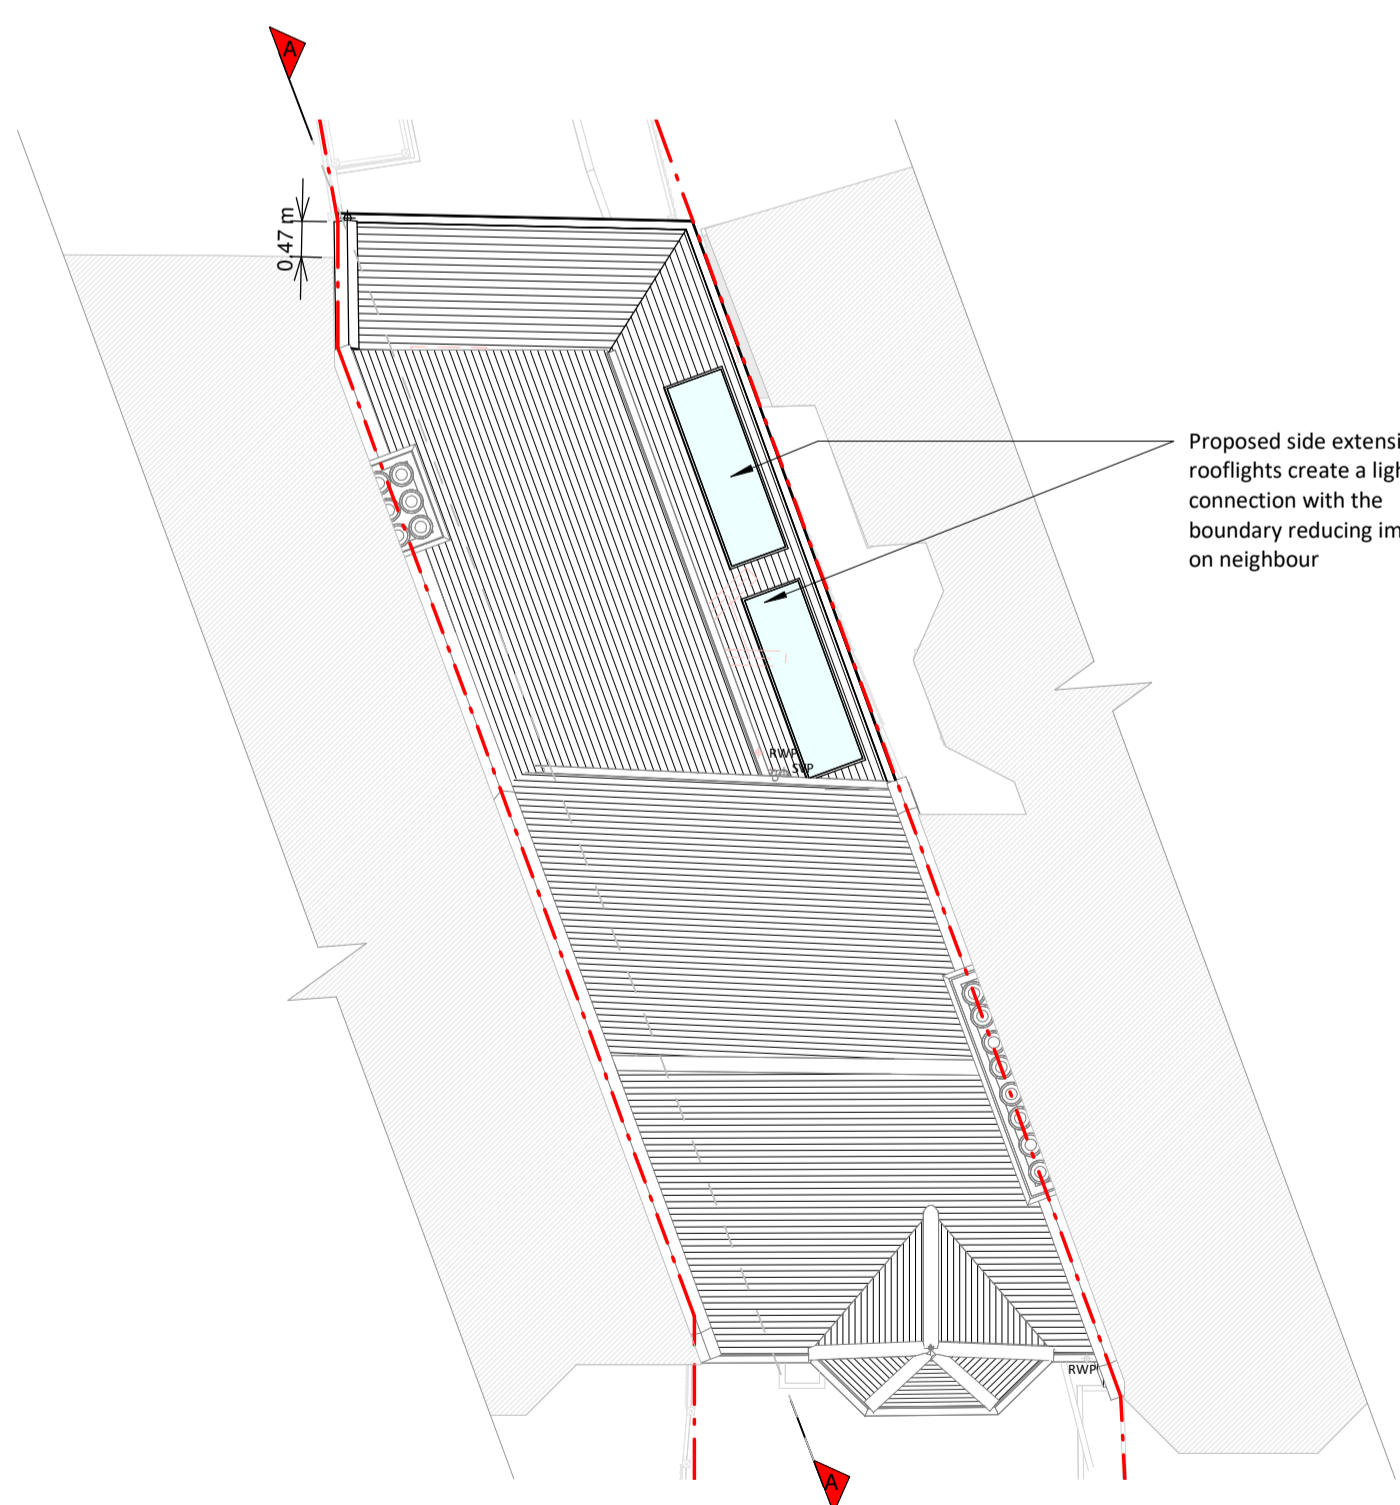 A
0.47 m
Proposed side extensi
rooflights create a ligh
connection with the
boundary reducing im
on neighbour
RWP
SVP
RWP
A